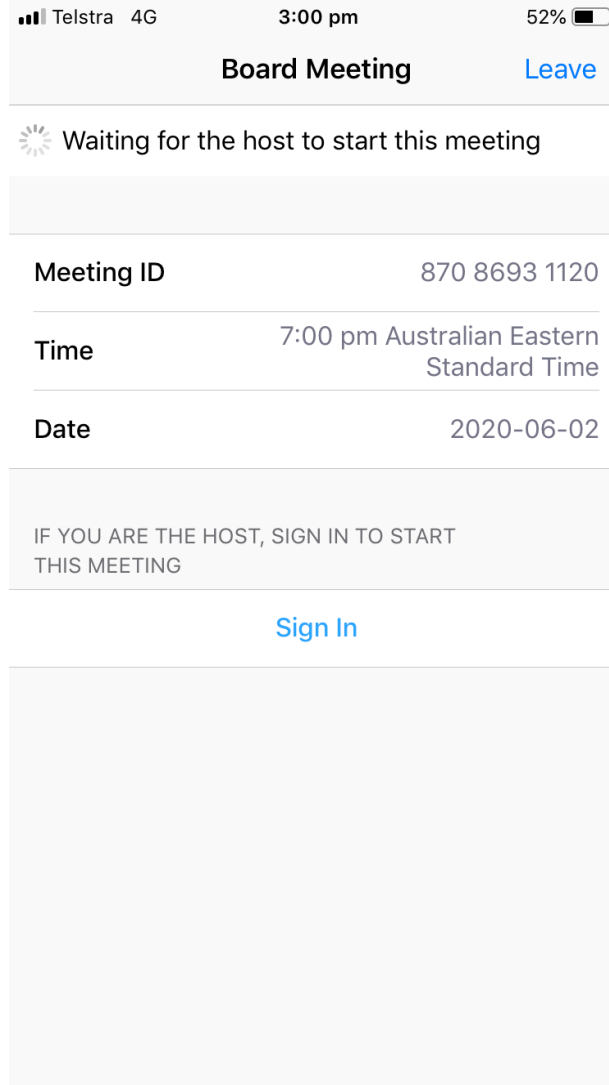 Telstra 4G 3:00 pm 52%
Board Meeting Leave
Waiting for the host to start this meeting
Meeting ID 870 8693 1120
Time 7:00 pm Australian Eastern
Standard Time
Date 2020-06-02
IF YOU ARE THE HOST, SIGN IN TO START
THIS MEETING
Sign In